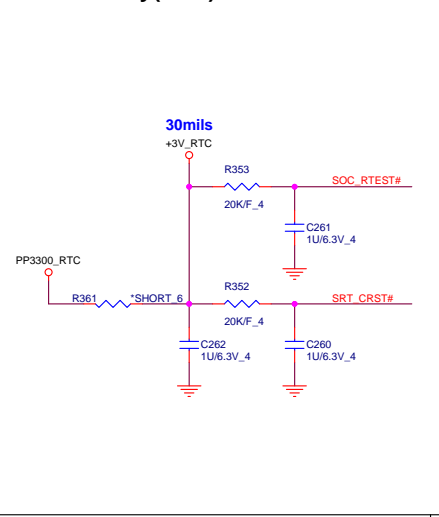 30mils
+3V_RTC
R353
SOC_RTEST#
20K/F_4
C261
1U/6.3V_4
PP3300_RTC
R352
R361
*SHORT_6
SRT_CRST#
20K/F_4
C262
1U/6.3V_4
C260
1U/6.3V_4